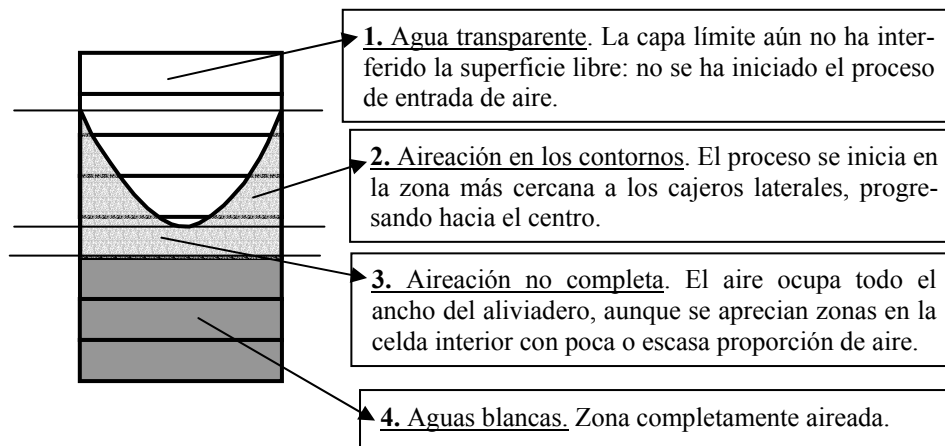 1. Agua transparente. La capa límite aún no ha inter-
ferido la superficie libre: no se ha iniciado el proceso
de entrada de aire.
2. Aireación en los contornos. El proceso se inicia en
la zona más cercana a los cajeros laterales, progre-
sando hacia el centro.
3. Aireación no completa. El aire ocupa todo el
ancho del aliviadero, aunque se aprecian zonas en la
celda interior con poca o escasa proporción de aire.
4. Aguas blancas. Zona completamente aireada.